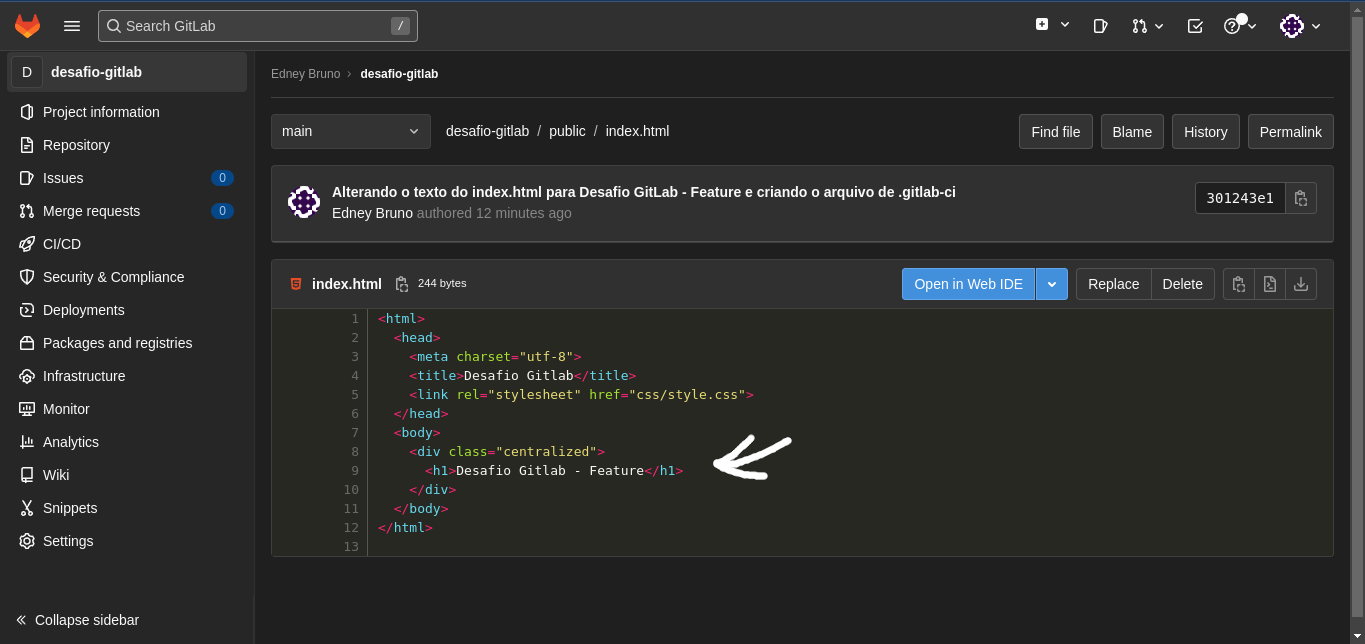 Search GitLab /
D desafio-gitlab
Project information
Repository
Issues 0
Merge requests 0
CI/CD
Security & Compliance
Deployments
Packages and registries
Infrastructure
Monitor
Analytics
Wiki
Snippets
Settings
Collapse sidebar
Edney Bruno › desafio-gitlab
main desafio-gitlab / public / index.html Find file Blame History Permalink
Alterando o texto do index.html para Desafio GitLab - Feature e criando o arquivo de .gitlab-ci
Edney Bruno authored 12 minutes ago
301243e1
index.html 244 bytes Open in Web IDE Replace Delete
1 <html>
2   <head>
3     <meta charset="utf-8">
4     <title>Desafio Gitlab</title>
5     <link rel="stylesheet" href="css/style.css">
6   </head>
7   <body>
8     <div class="centralized">
9       <h1>Desafio Gitlab - Feature</h1>
10     </div>
11   </body>
12 </html>
13